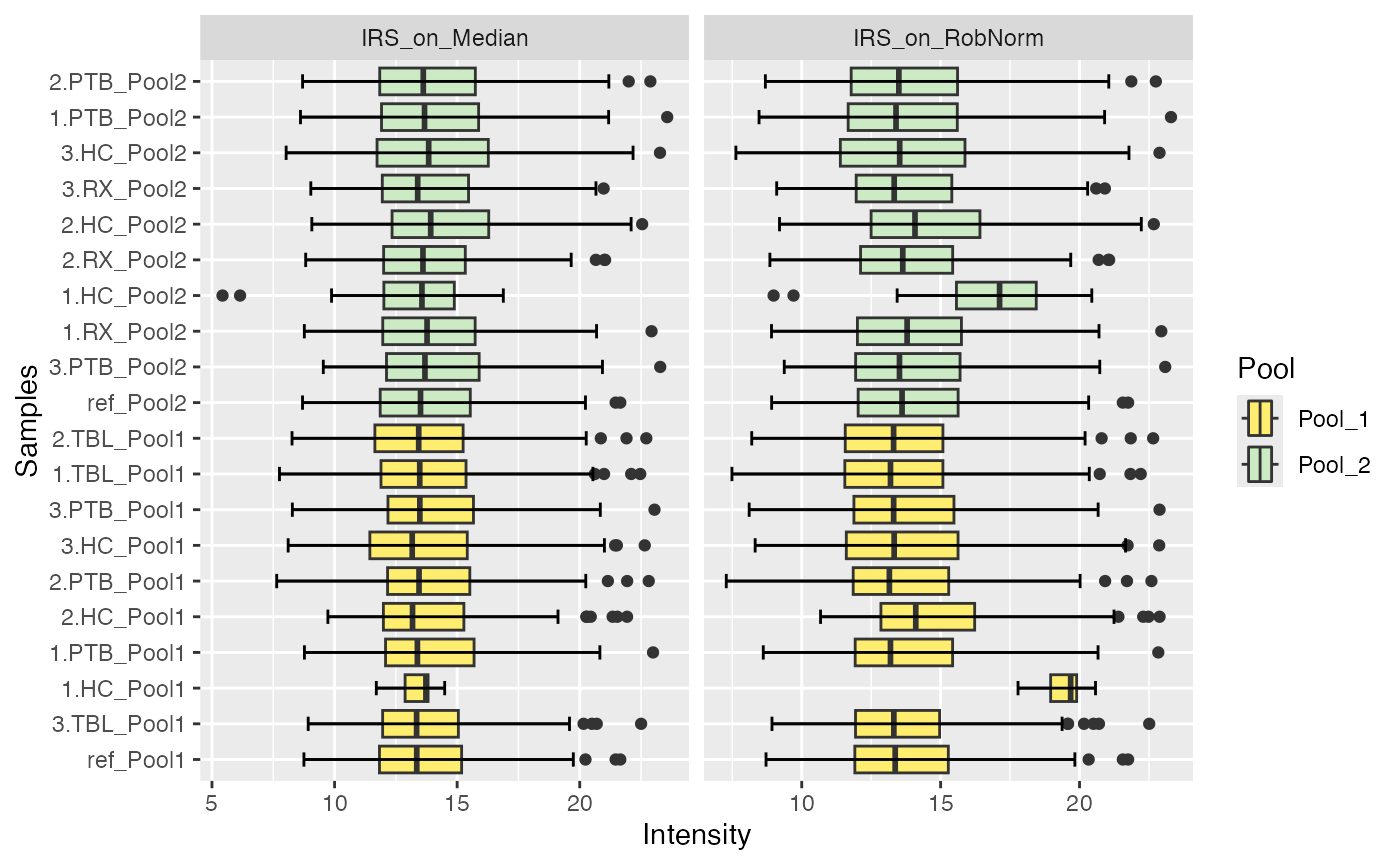 IRS_on_Median
IRS_on_RobNorm
2.PTB_Pool2
1.PTB_Pool2
3.HC_Pool2
3.RX_Pool2
2.HC_Pool2
2.RX_Pool2
1.HC_Pool2
1.RX_Pool2
3.PTB_Pool2
ref_Pool2
2.TBL_Pool1
1.TBL_Pool1
3.PTB_Pool1
3.HC_Pool1
2.PTB_Pool1
2.HC_Pool1
1.PTB_Pool1
1.HC_Pool1
3.TBL_Pool1
ref_Pool1
Samples
5 10 15 20
10 15 20
Intensity
Pool
Pool_1
Pool_2